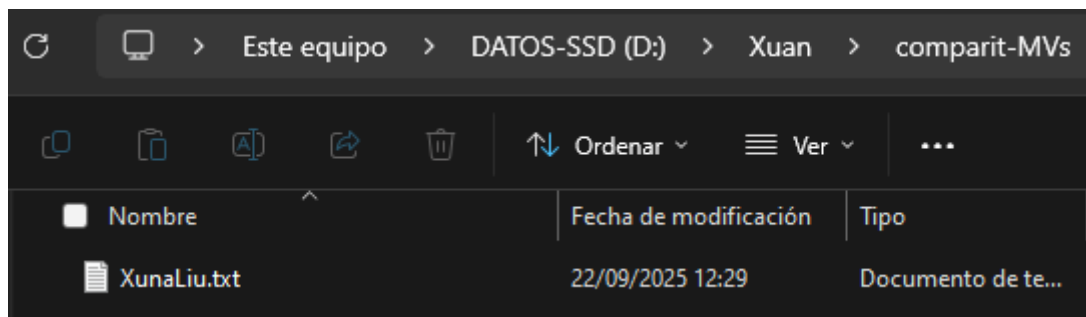 Este equipo > DATOS-SSD (D:) > Xuan > comparit-MVs
Ordenar Ver ...
Nombre Fecha de modificación Tipo
XunaLiu.txt 22/09/2025 12:29 Documento de te...